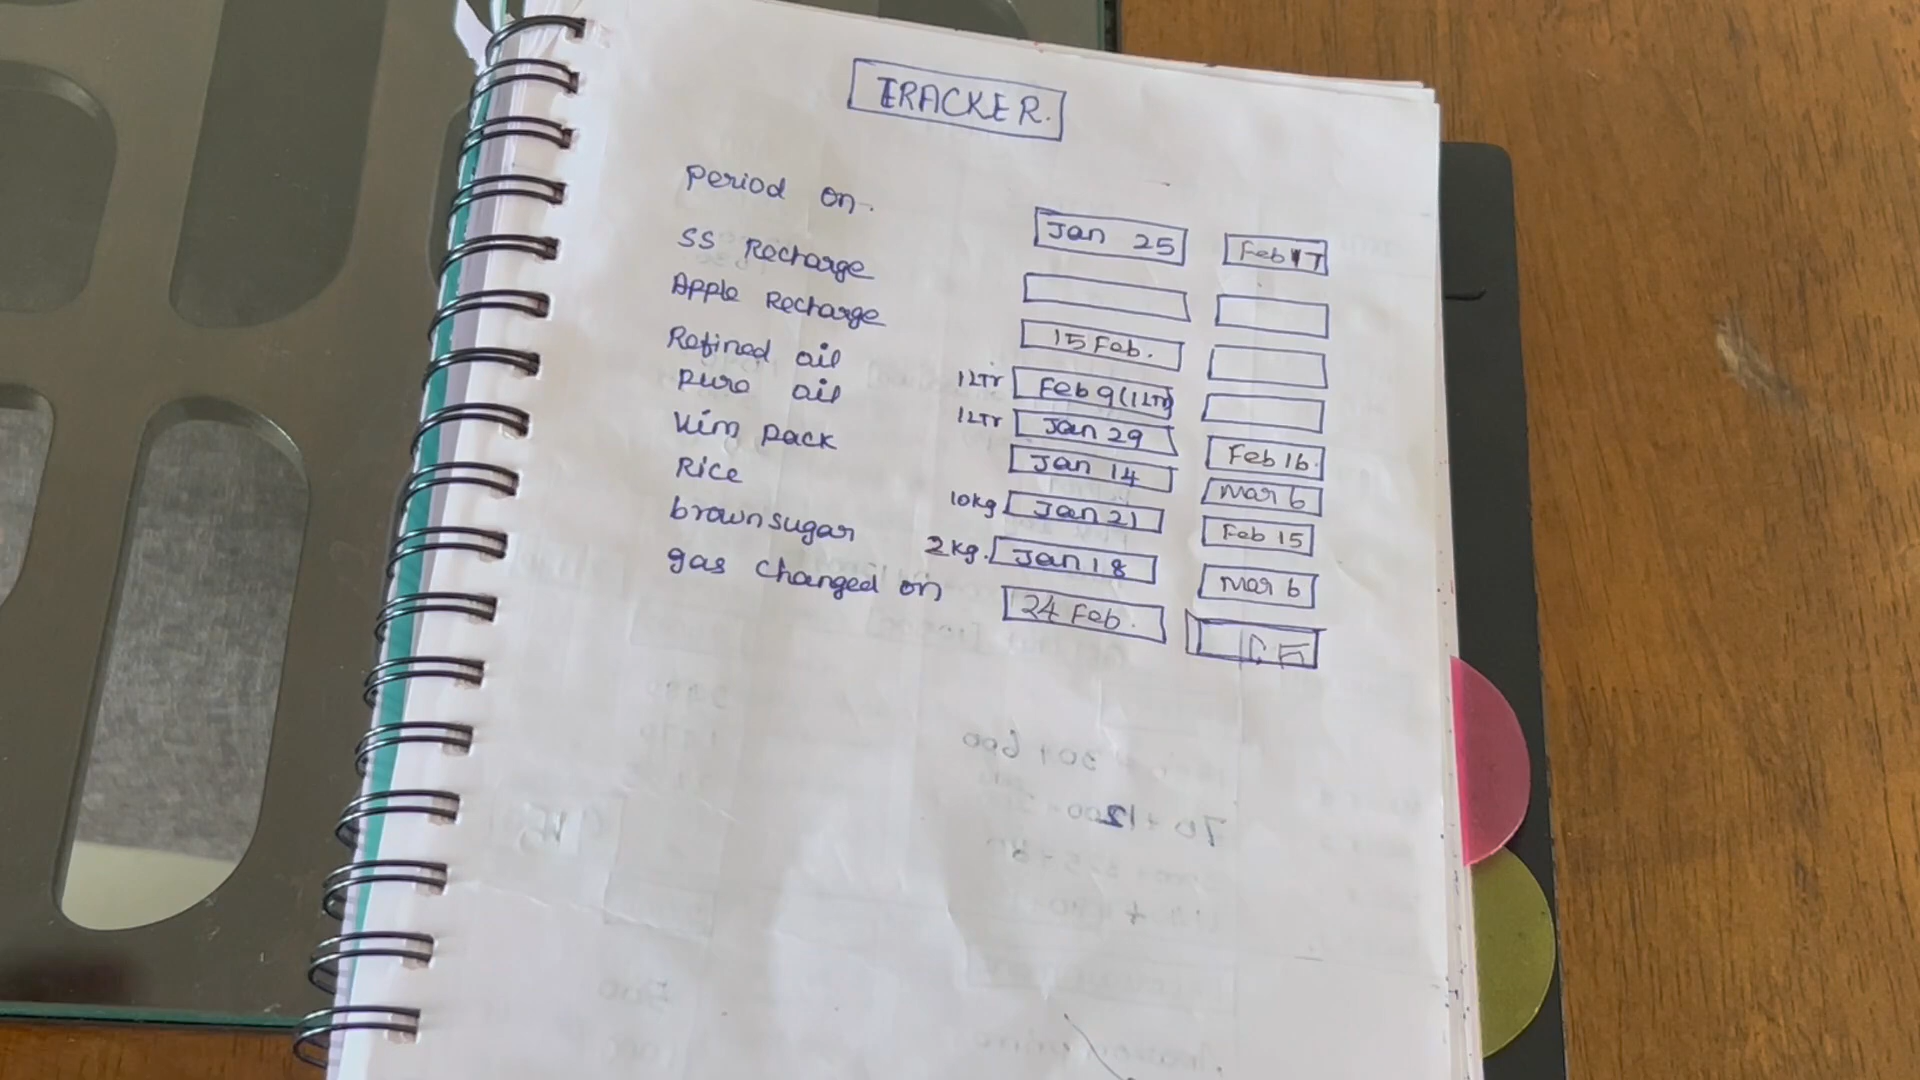 TRACKER.
Period on. Jan 25 Feb 17
SS Recharge
Apple Recharge 15 Feb.
Refined oil 1LTr Feb 9 (1LTr)
Pure oil 1LTr Jan 29 Feb 16.
Vim pack Jan 14 Mar 6
Rice 10kg Jan 21 Feb 15
brown sugar 2kg. Jan 18 Mar 6
gas changed on 24 Feb.